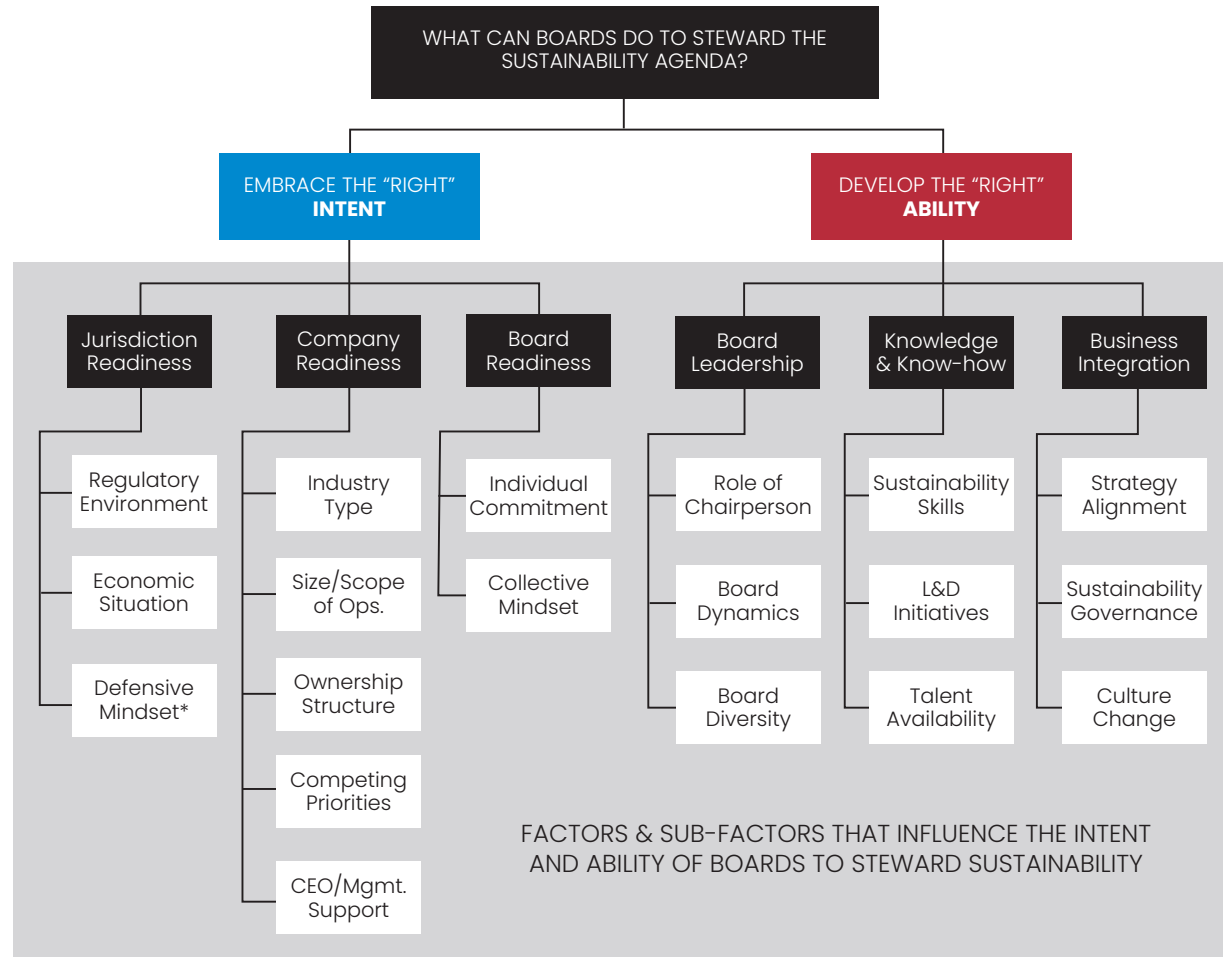 WHAT CAN BOARDS DO TO STEWARD THE
SUSTAINABILITY AGENDA?
EMBRACE THE “RIGHT”
INTENT
DEVELOP THE “RIGHT”
ABILITY
Jurisdiction
Readiness
Company
Readiness
Board
Readiness
Board
Leadership
Knowledge
& Know-how
Business
Integration
Regulatory
Environment
Economic
Situation
Defensive
Mindset*
Industry
Type
Size/Scope
of Ops.
Ownership
Structure
Competing
Priorities
CEO/Mgmt.
Support
Individual
Commitment
Collective
Mindset
Role of
Chairperson
Board
Dynamics
Board
Diversity
Sustainability
Skills
L&D
Initiatives
Talent
Availability
Strategy
Alignment
Sustainability
Governance
Culture
Change
FACTORS & SUB-FACTORS THAT INFLUENCE THE INTENT
AND ABILITY OF BOARDS TO STEWARD SUSTAINABILITY